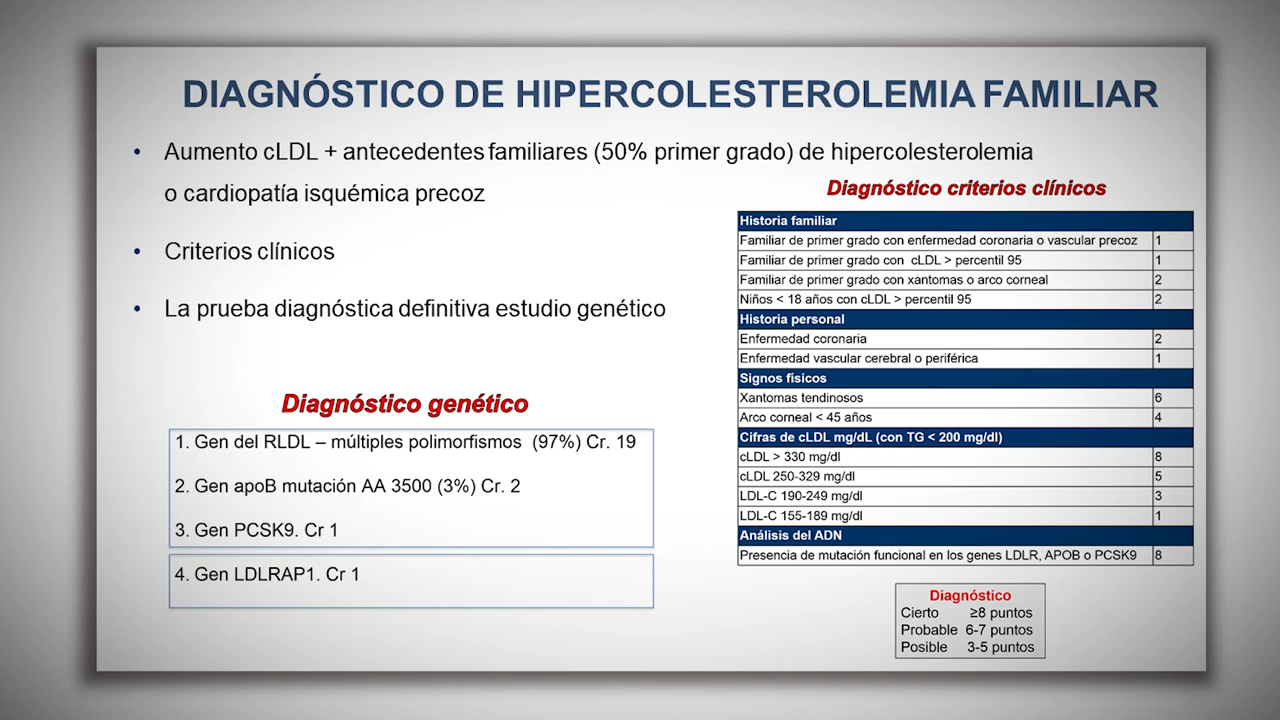 DIAGNÓSTICO DE HIPERCOLESTEROLEMIA FAMILIAR
• Aumento cLDL + antecedentes familiares (50% primer grado) de hipercolesterolemia
o cardiopatía isquémica precoz
• Criterios clínicos
• La prueba diagnóstica definitiva estudio genético
Diagnóstico genético
1. Gen del RLDL – múltiples polimorfismos (97%) Cr. 19
2. Gen apoB mutación AA 3500 (3%) Cr. 2
3. Gen PCSK9. Cr 1
4. Gen LDLRAP1. Cr 1
Diagnóstico criterios clínicos
Historia familiar
Familiar de primer grado con enfermedad coronaria o vascular precoz 1
Familiar de primer grado con cLDL > percentil 95 1
Familiar de primer grado con xantomas o arco corneal 2
Niños < 18 años con cLDL > percentil 95 2
Historia personal
Enfermedad coronaria 2
Enfermedad vascular cerebral o periférica 1
Signos físicos
Xantomas tendinosos 6
Arco corneal < 45 años 4
Cifras de cLDL mg/dL (con TG < 200 mg/dl)
cLDL > 330 mg/dl 8
cLDL 250-329 mg/dl 5
LDL-C 190-249 mg/dl 3
LDL-C 155-189 mg/dl 1
Análisis del ADN
Presencia de mutación funcional en los genes LDLR, APOB o PCSK9 8
Diagnóstico
Cierto ≥8 puntos
Probable 6-7 puntos
Posible 3-5 puntos